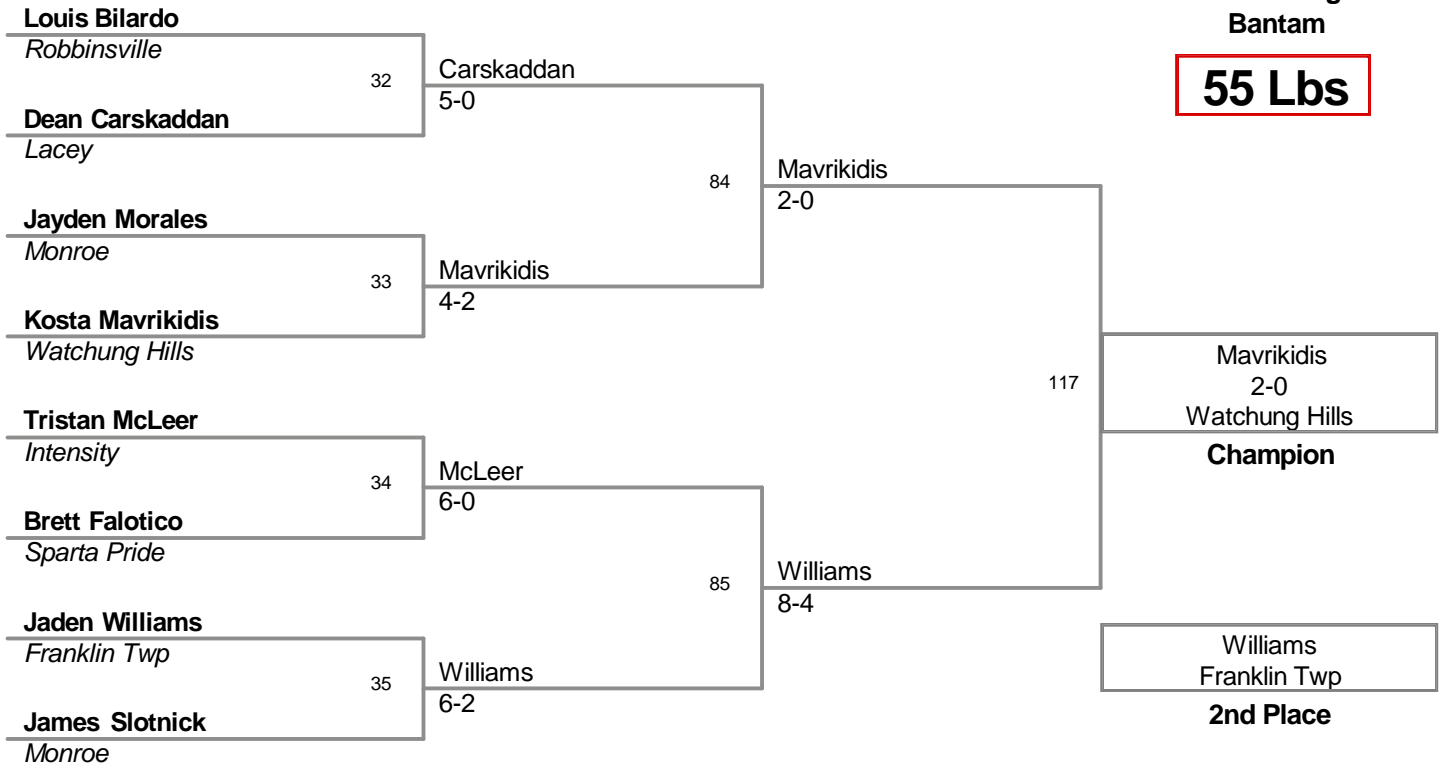 Bantam
55 Lbs
Louis Bilardo
Robbinsville
32
Carskaddan
5-0
Dean Carskaddan
Lacey
84
Mavrikidis
2-0
Jayden Morales
Monroe
33
Mavrikidis
4-2
Kosta Mavrikidis
Watchung Hills
117
Mavrikidis
2-0
Watchung Hills
Champion
Tristan McLeer
Intensity
34
McLeer
6-0
Brett Falotico
Sparta Pride
85
Williams
8-4
Jaden Williams
Franklin Twp
35
Williams
6-2
James Slotnick
Monroe
Williams
Franklin Twp
2nd Place